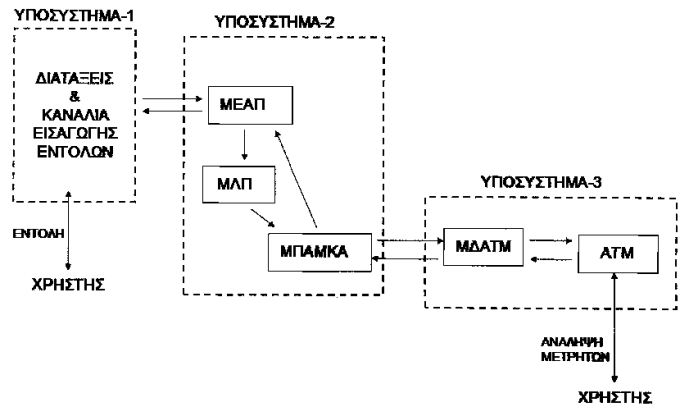 ΥΠΟΣΥΣΤΗΜΑ-1
ΔΙΑΤΑΞΕΙΣ
&
ΚΑΝΑΛΙΑ
ΕΙΣΑΓΩΓΗΣ
ΕΝΤΟΛΩΝ
ΕΝΤΟΛΗ
ΧΡΗΣΤΗΣ
ΥΠΟΣΥΣΤΗΜΑ-2
ΜΕΑΠ
ΜΛΠ
ΜΠΑΜΚΑ
ΥΠΟΣΥΣΤΗΜΑ-3
ΜΔΑΤΜ
ΑΤΜ
ΑΝΑΛΗΨΗ
ΜΕΤΡΗΤΩΝ
ΧΡΗΣΤΗΣ